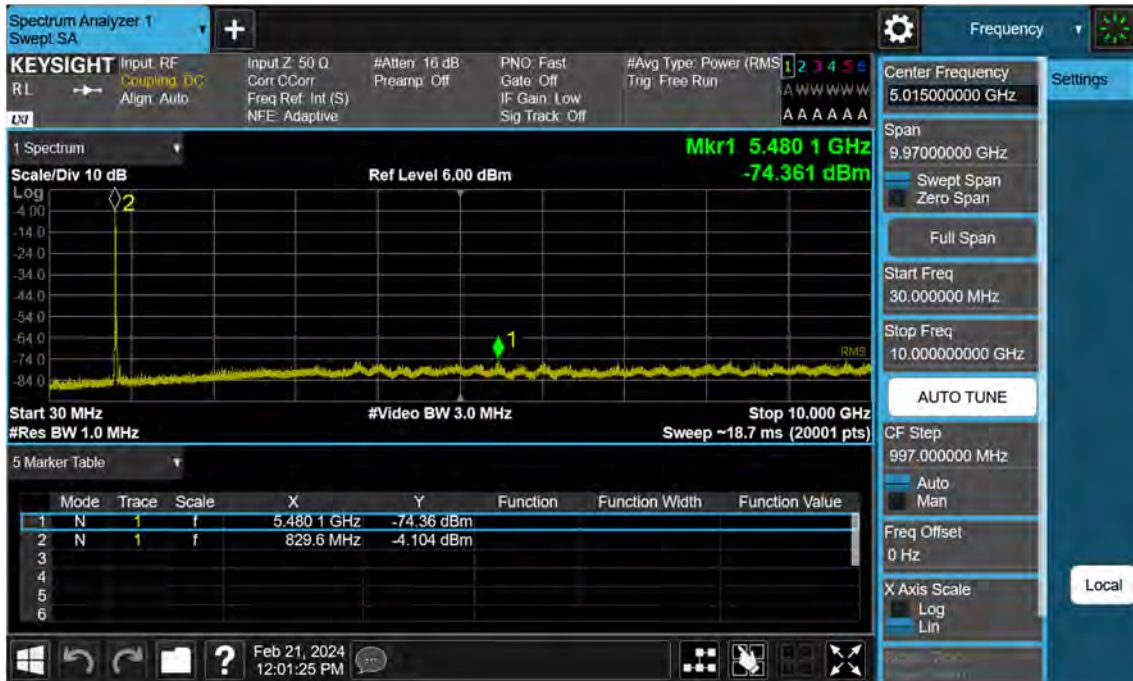 Spectrum Analyzer 1
Swept SA
+
Frequency
KEYSIGHT
RL
LXI
Input: RF
Coupling: DC
Align: Auto
Input Z: 50 Ω
Corr CCorr
Freq Ref: Int (S)
NFE: Adaptive
#Atten: 16 dB
Preamp: Off
PNO: Fast
Gate: Off
IF Gain: Low
Sig Track: Off
#Avg Type: Power (RMS
Trig: Free Run
1 2 3 4 5 6
A W W W W W
A A A A A A
1 Spectrum
Mkr1 5.480 1 GHz
Scale/Div 10 dB
Ref Level 6.00 dBm
-74.361 dBm
Log
-4.00
-14.0
-24.0
-34.0
-44.0
-54.0
-64.0
-74.0
-84.0
2
1
RMS
Start 30 MHz
#Video BW 3.0 MHz
Stop 10.000 GHz
#Res BW 1.0 MHz
Sweep ~18.7 ms (20001 pts)
5 Marker Table
Mode Trace Scale X Y Function Function Width Function Value
1 N 1 f 5.480 1 GHz -74.36 dBm
2 N 1 f 829.6 MHz -4.104 dBm
3
4
5
6
?
Feb 21, 2024
12:01:25 PM
Center Frequency
5.015000000 GHz
Settings
Span
9.97000000 GHz
Swept Span
Zero Span
Full Span
Start Freq
30.000000 MHz
Stop Freq
10.000000000 GHz
AUTO TUNE
CF Step
997.000000 MHz
Auto
Man
Freq Offset
0 Hz
X Axis Scale
Log
Lin
Local